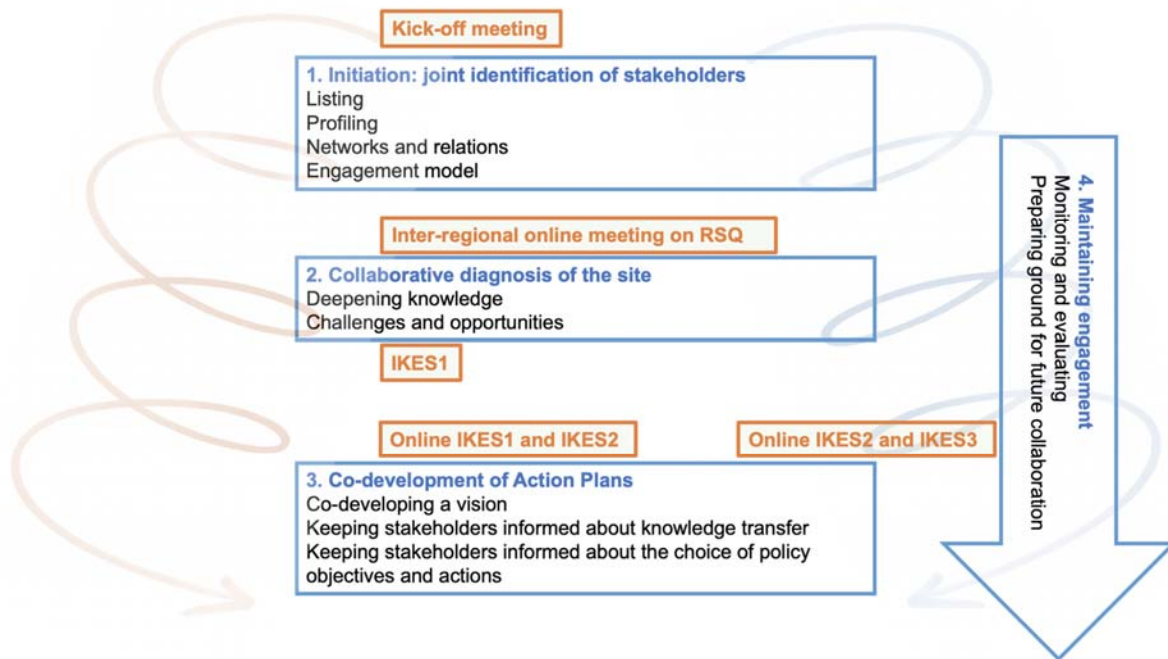 Kick-off meeting
1. Initiation: joint identification of stakeholders
Listing
Profiling
Networks and relations
Engagement model
Inter-regional online meeting on RSQ
2. Collaborative diagnosis of the site
Deepening knowledge
Challenges and opportunities
IKES1
Online IKES1 and IKES2
Online IKES2 and IKES3
3. Co-development of Action Plans
Co-developing a vision
Keeping stakeholders informed about knowledge transfer
Keeping stakeholders informed about the choice of policy
objectives and actions
4. Maintaining engagement
Monitoring and evaluating
Preparing ground for future collaboration